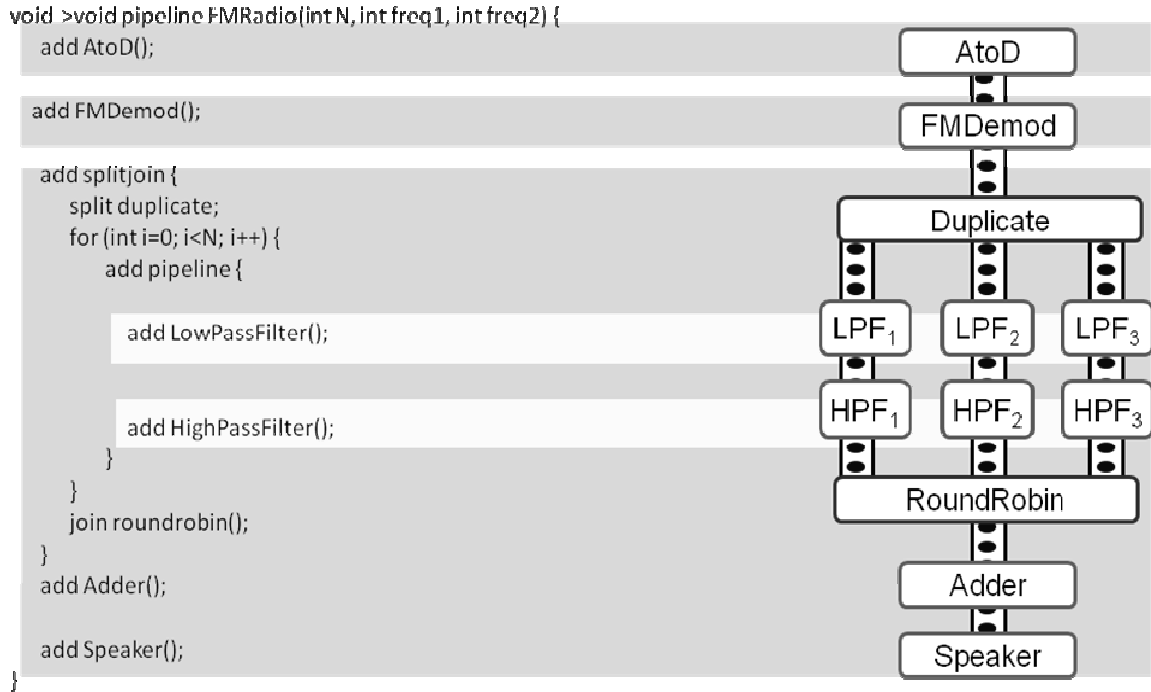 void >void pipeline FMRadio(int N, int freq1, int freq2) {
add AtoD();
add FMDemod();
add splitjoin {
split duplicate;
for (int i=0; i<N; i++) {
add pipeline {
add LowPassFilter();
add HighPassFilter();
}
}
join roundrobin();
}
add Adder();
add Speaker();
}
AtoD
FMDemod
Duplicate
LPF₁ LPF₂ LPF₃
HPF₁ HPF₂ HPF₃
RoundRobin
Adder
Speaker